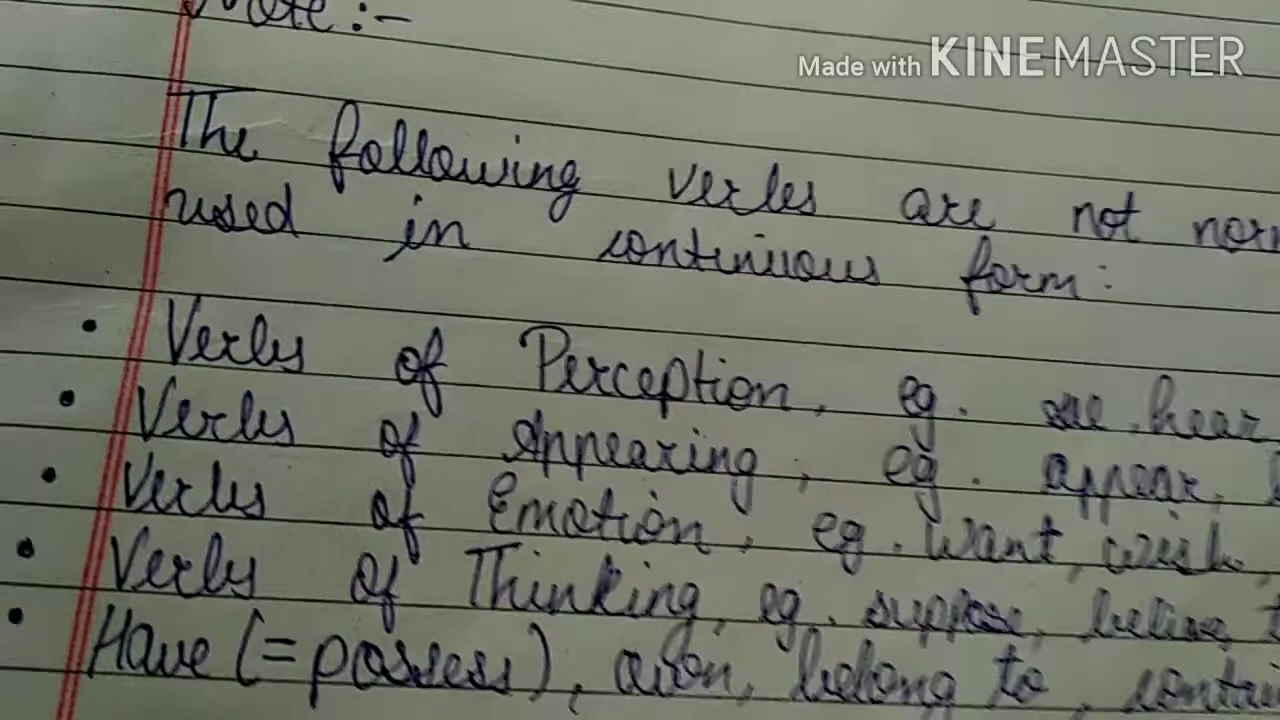 Note :-
Made with KINEMASTER
The following verbs are not nor
used in continuous form:
• Verbs of Perception, eg. see, hear,
• Verbs of Appearing, eg. appear,
• Verbs of Emotion, eg. Want, wish,
• Verbs of Thinking, eg. suppose, believe, t
• Have (= possess), own, belong to, contai